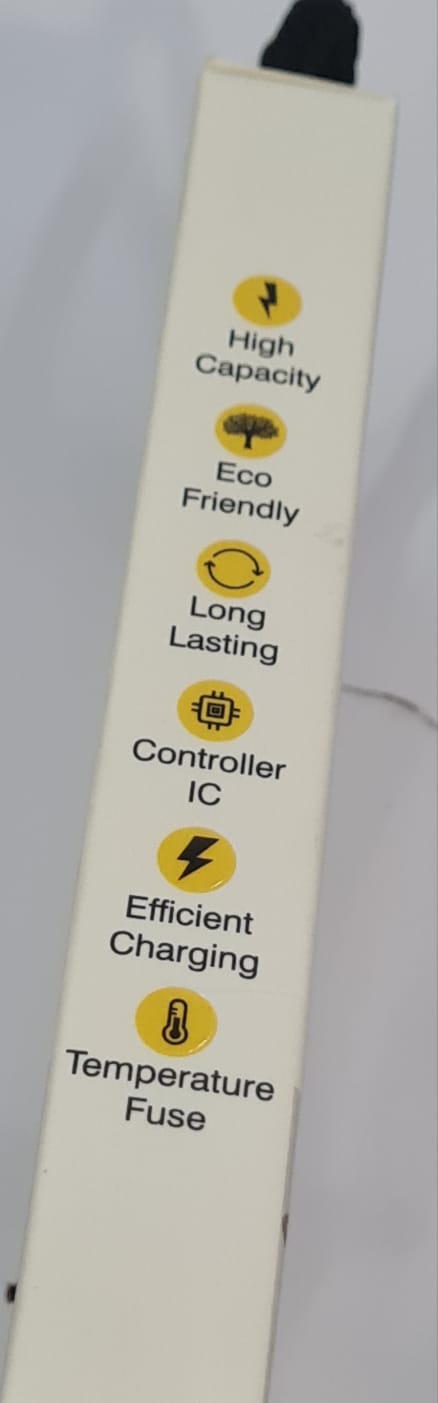 High
Capacity
Eco
Friendly
Long
Lasting
Controller
IC
Efficient
Charging
Temperature
Fuse